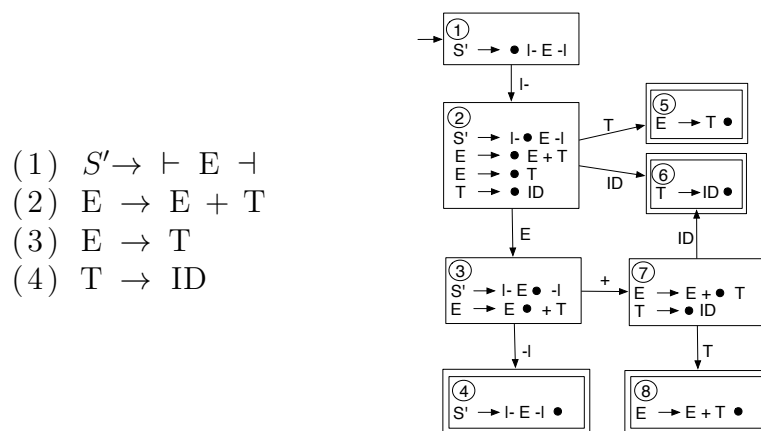 (1) S′→ ⊢ E ⊣
(2) E → E + T
(3) E → T
(4) T → ID
1
S' → ● |- E -|
|-
2
S' → |- ● E -|
E → ● E + T
E → ● T
T → ● ID
T
5
E → T ●
ID
6
T → ID ●
E
ID
3
S' → |- E ● -|
E → E ● + T
+
7
E → E + ● T
T → ● ID
-|
T
4
S' → |- E -| ●
8
E → E + T ●